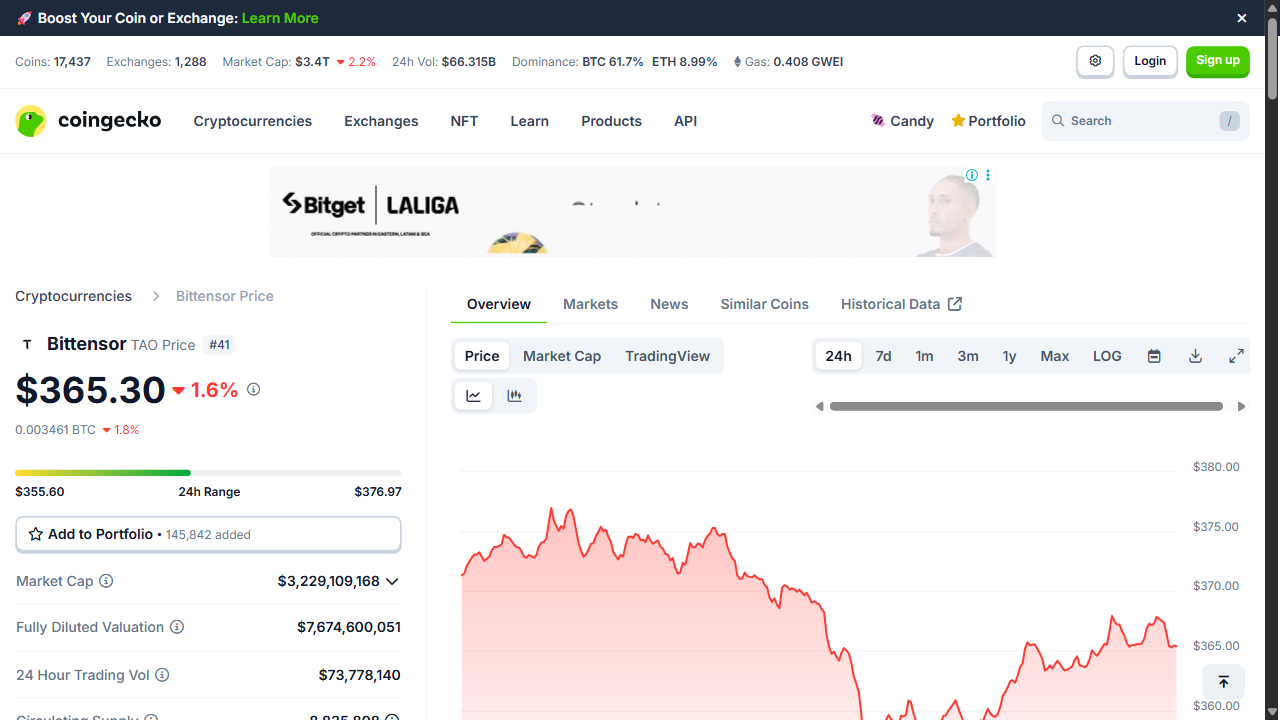 🚀 Boost Your Coin or Exchange: Learn More
Coins: 17,437 Exchanges: 1,288 Market Cap: $3.4T 2.2% 24h Vol: $66.315B Dominance: BTC 61.7% ETH 8.99% Gas: 0.408 GWEI
Login Sign up
coingecko Cryptocurrencies Exchanges NFT Learn Products API Candy Portfolio Search /
Bitget LALIGA
OFFICIAL CRYPTO PARTNER IN EASTERN, LATAM & SEA
Cryptocurrencies Bittensor Price
Overview Markets News Similar Coins Historical Data
T Bittensor TAO Price #41
$365.30 1.6%
0.003461 BTC 1.8%
$355.60 24h Range $376.97
Add to Portfolio • 145,842 added
Market Cap $3,229,109,168
Fully Diluted Valuation $7,674,600,051
24 Hour Trading Vol $73,778,140
Circulating Supply 8,835,808
Price Market Cap TradingView
24h 7d 1m 3m 1y Max LOG
$380.00
$375.00
$370.00
$365.00
$360.00